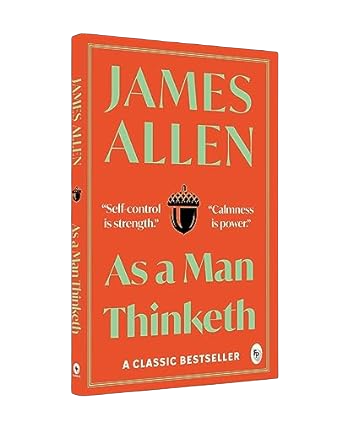 JAMES
ALLEN
"Self-control
is strength."
"Calmness
is power."
As a Man
Thinketh
A CLASSIC BESTSELLER
FP
JAMES ALLEN
As a Man Thinketh